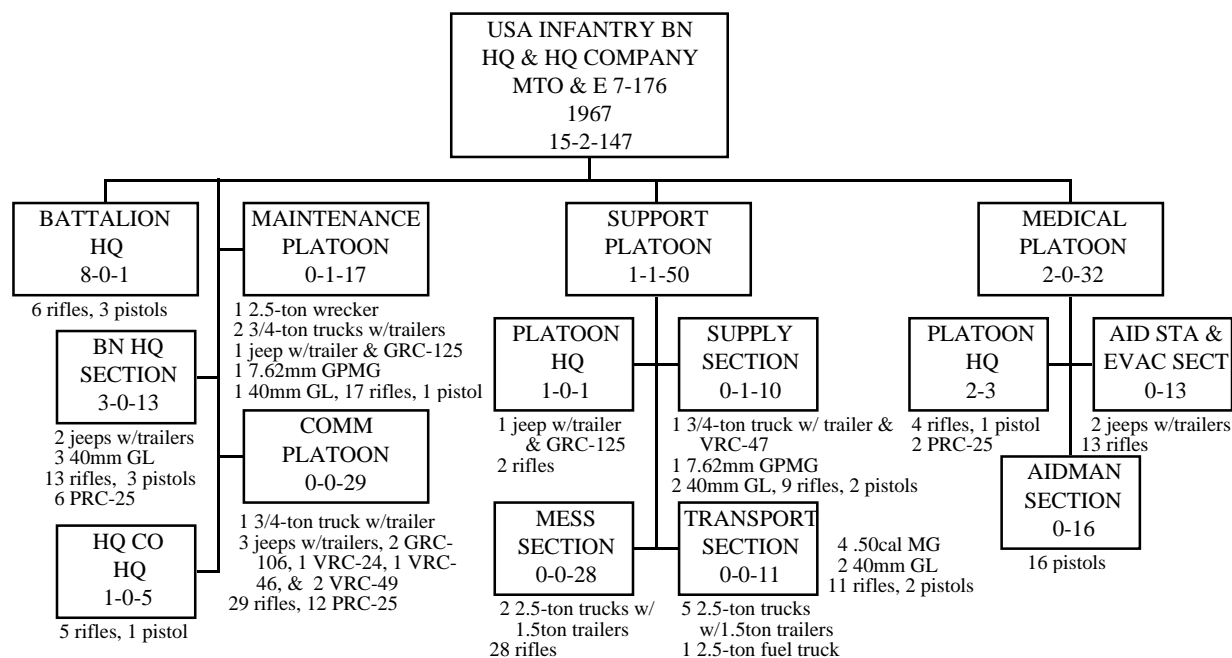 USA INFANTRY BN
HQ & HQ COMPANY
MTO & E 7-176
1967
15-2-147
BATTALION
HQ
8-0-1
6 rifles, 3 pistols
BN HQ
SECTION
3-0-13
2 jeeps w/trailers
3 40mm GL
13 rifles, 3 pistols
6 PRC-25
HQ CO
HQ
1-0-5
5 rifles, 1 pistol
MAINTENANCE
PLATOON
0-1-17
1 2.5-ton wrecker
2 3/4-ton trucks w/trailers
1 jeep w/trailer & GRC-125
1 7.62mm GPMG
1 40mm GL, 17 rifles, 1 pistol
COMM
PLATOON
0-0-29
1 3/4-ton truck w/trailer
3 jeeps w/trailers, 2 GRC-
106, 1 VRC-24, 1 VRC-
46, & 2 VRC-49
29 rifles, 12 PRC-25
SUPPORT
PLATOON
1-1-50
PLATOON
HQ
1-0-1
1 jeep w/trailer
& GRC-125
2 rifles
SUPPLY
SECTION
0-1-10
1 3/4-ton truck w/ trailer &
VRC-47
1 7.62mm GPMG
2 40mm GL, 9 rifles, 2 pistols
MESS
SECTION
0-0-28
2 2.5-ton trucks w/
1.5ton trailers
28 rifles
TRANSPORT
SECTION
0-0-11
5 2.5-ton trucks
w/1.5ton trailers
1 2.5-ton fuel truck
4 .50cal MG
2 40mm GL
11 rifles, 2 pistols
MEDICAL
PLATOON
2-0-32
PLATOON
HQ
2-3
4 rifles, 1 pistol
2 PRC-25
AID STA &
EVAC SECT
0-13
2 jeeps w/trailers
13 rifles
AIDMAN
SECTION
0-16
16 pistols